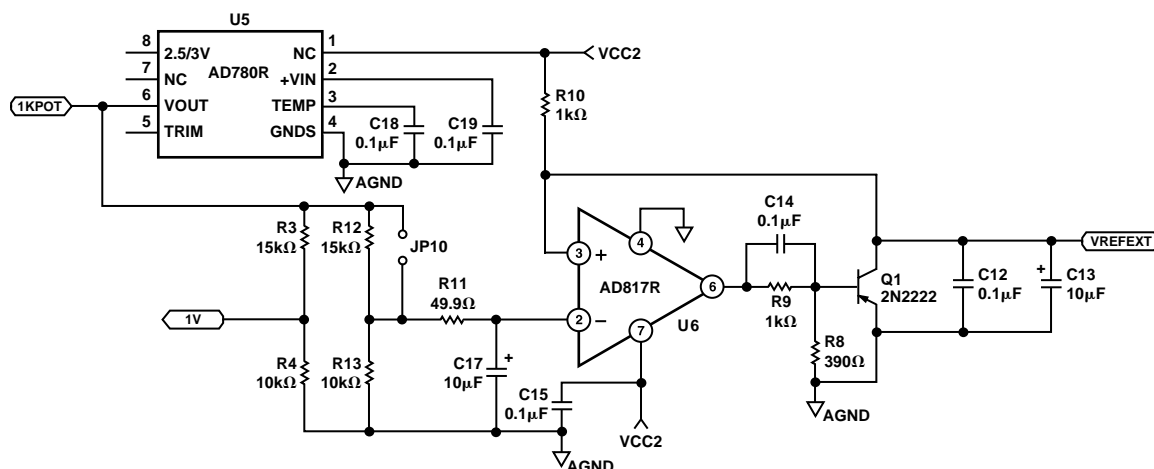 U5
AD780R
8 2.5/3V
7 NC
6 VOUT
5 TRIM
NC 1
+VIN 2
TEMP 3
GNDS 4
VCC2
1KPOT
R10
1kΩ
C18
0.1μF
C19
0.1μF
AGND
R3
15kΩ
R12
15kΩ
JP10
R11
49.9Ω
1V
R4
10kΩ
R13
10kΩ
C17
10μF
+
C15
0.1μF
AGND
VCC2
3 +
2 −
4
7
6
AD817R
U6
C14
0.1μF
R9
1kΩ
R8
390Ω
AGND
Q1
2N2222
C12
0.1μF
+
C13
10μF
VREFEXT